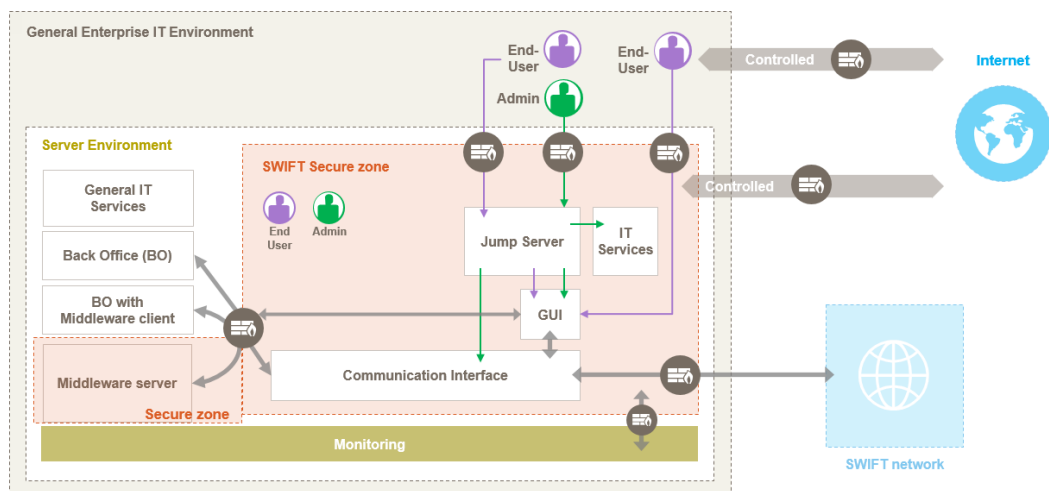 General Enterprise IT Environment
End-
User
End-
User
Controlled
Internet
Admin
Server Environment
SWIFT Secure zone
General IT
Services
Controlled
End
User
Admin
Jump Server
IT
Services
Back Office (BO)
BO with
Middleware client
GUI
Middleware server
Communication Interface
Secure zone
Monitoring
SWIFT network